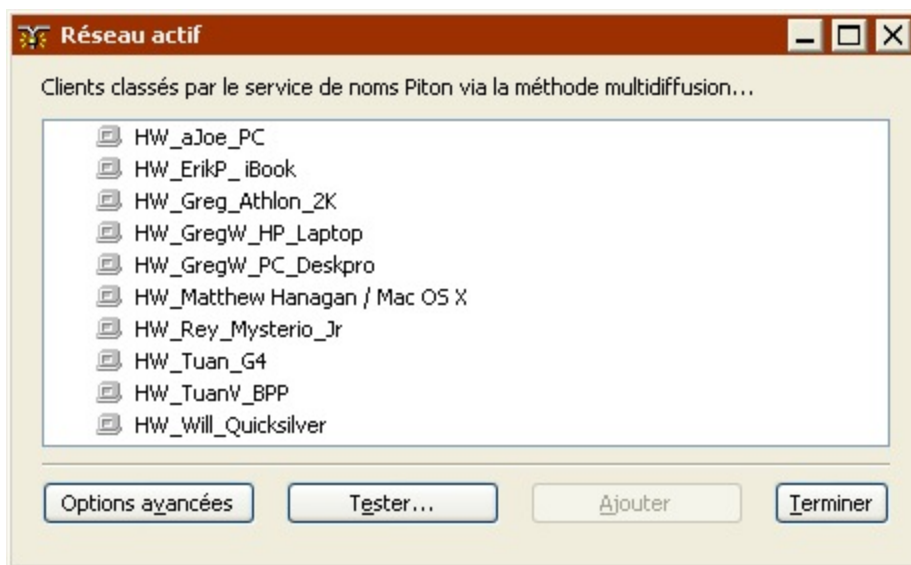 Réseau actif
Clients classés par le service de noms Piton via la méthode multidiffusion...
HW_aJoe_PC
HW_ErikP_ iBook
HW_Greg_Athlon_2K
HW_GregW_HP_Laptop
HW_GregW_PC_Deskpro
HW_Matthew Hanagan / Mac OS X
HW_Rey_Mysterio_Jr
HW_Tuan_G4
HW_TuanV_BPP
HW_Will_Quicksilver
Options avancées Tester... Ajouter Terminer